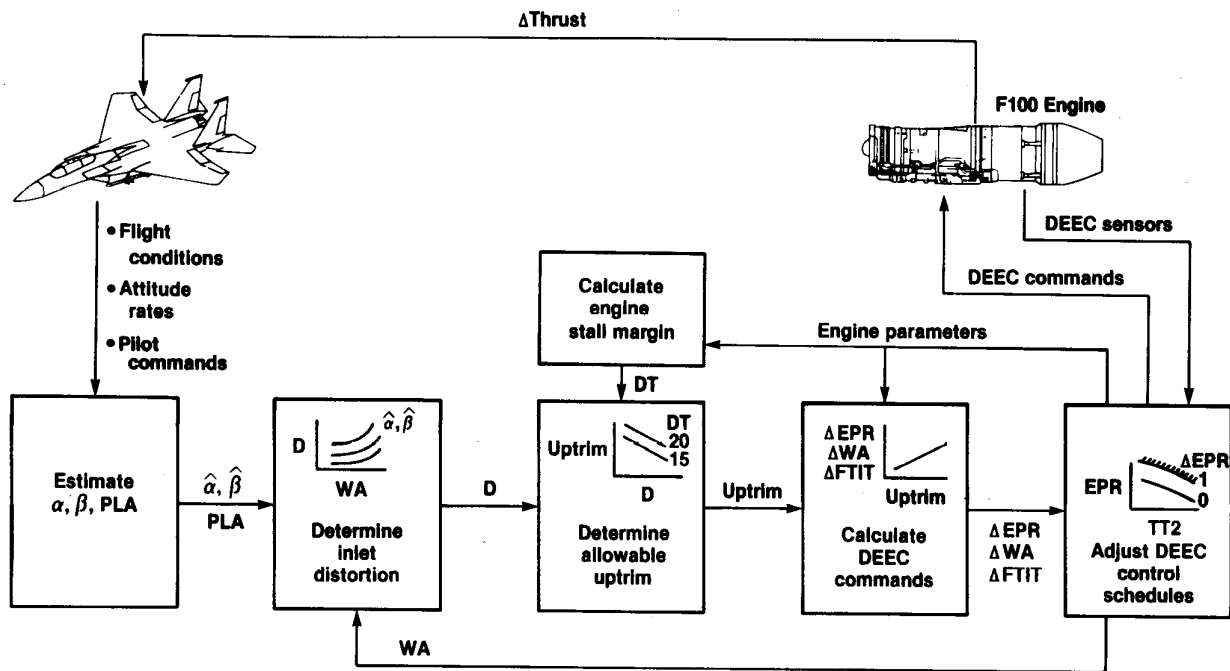 ΔThrust
F100 Engine
• Flight
conditions
• Attitude
rates
• Pilot
commands
DEEC sensors
DEEC commands
Calculate
engine
stall margin
Engine parameters
DT
Estimate
α, β, PLA
α̂, β̂
PLA
D
α̂, β̂
WA
Determine
inlet
distortion
D
Uptrim
DT
20
15
D
Determine
allowable
uptrim
Uptrim
ΔEPR
ΔWA
ΔFTIT
Uptrim
Calculate
DEEC
commands
ΔEPR
ΔWA
ΔFTIT
EPR
ΔEPR
1
0
TT2
Adjust DEEC
control
schedules
WA